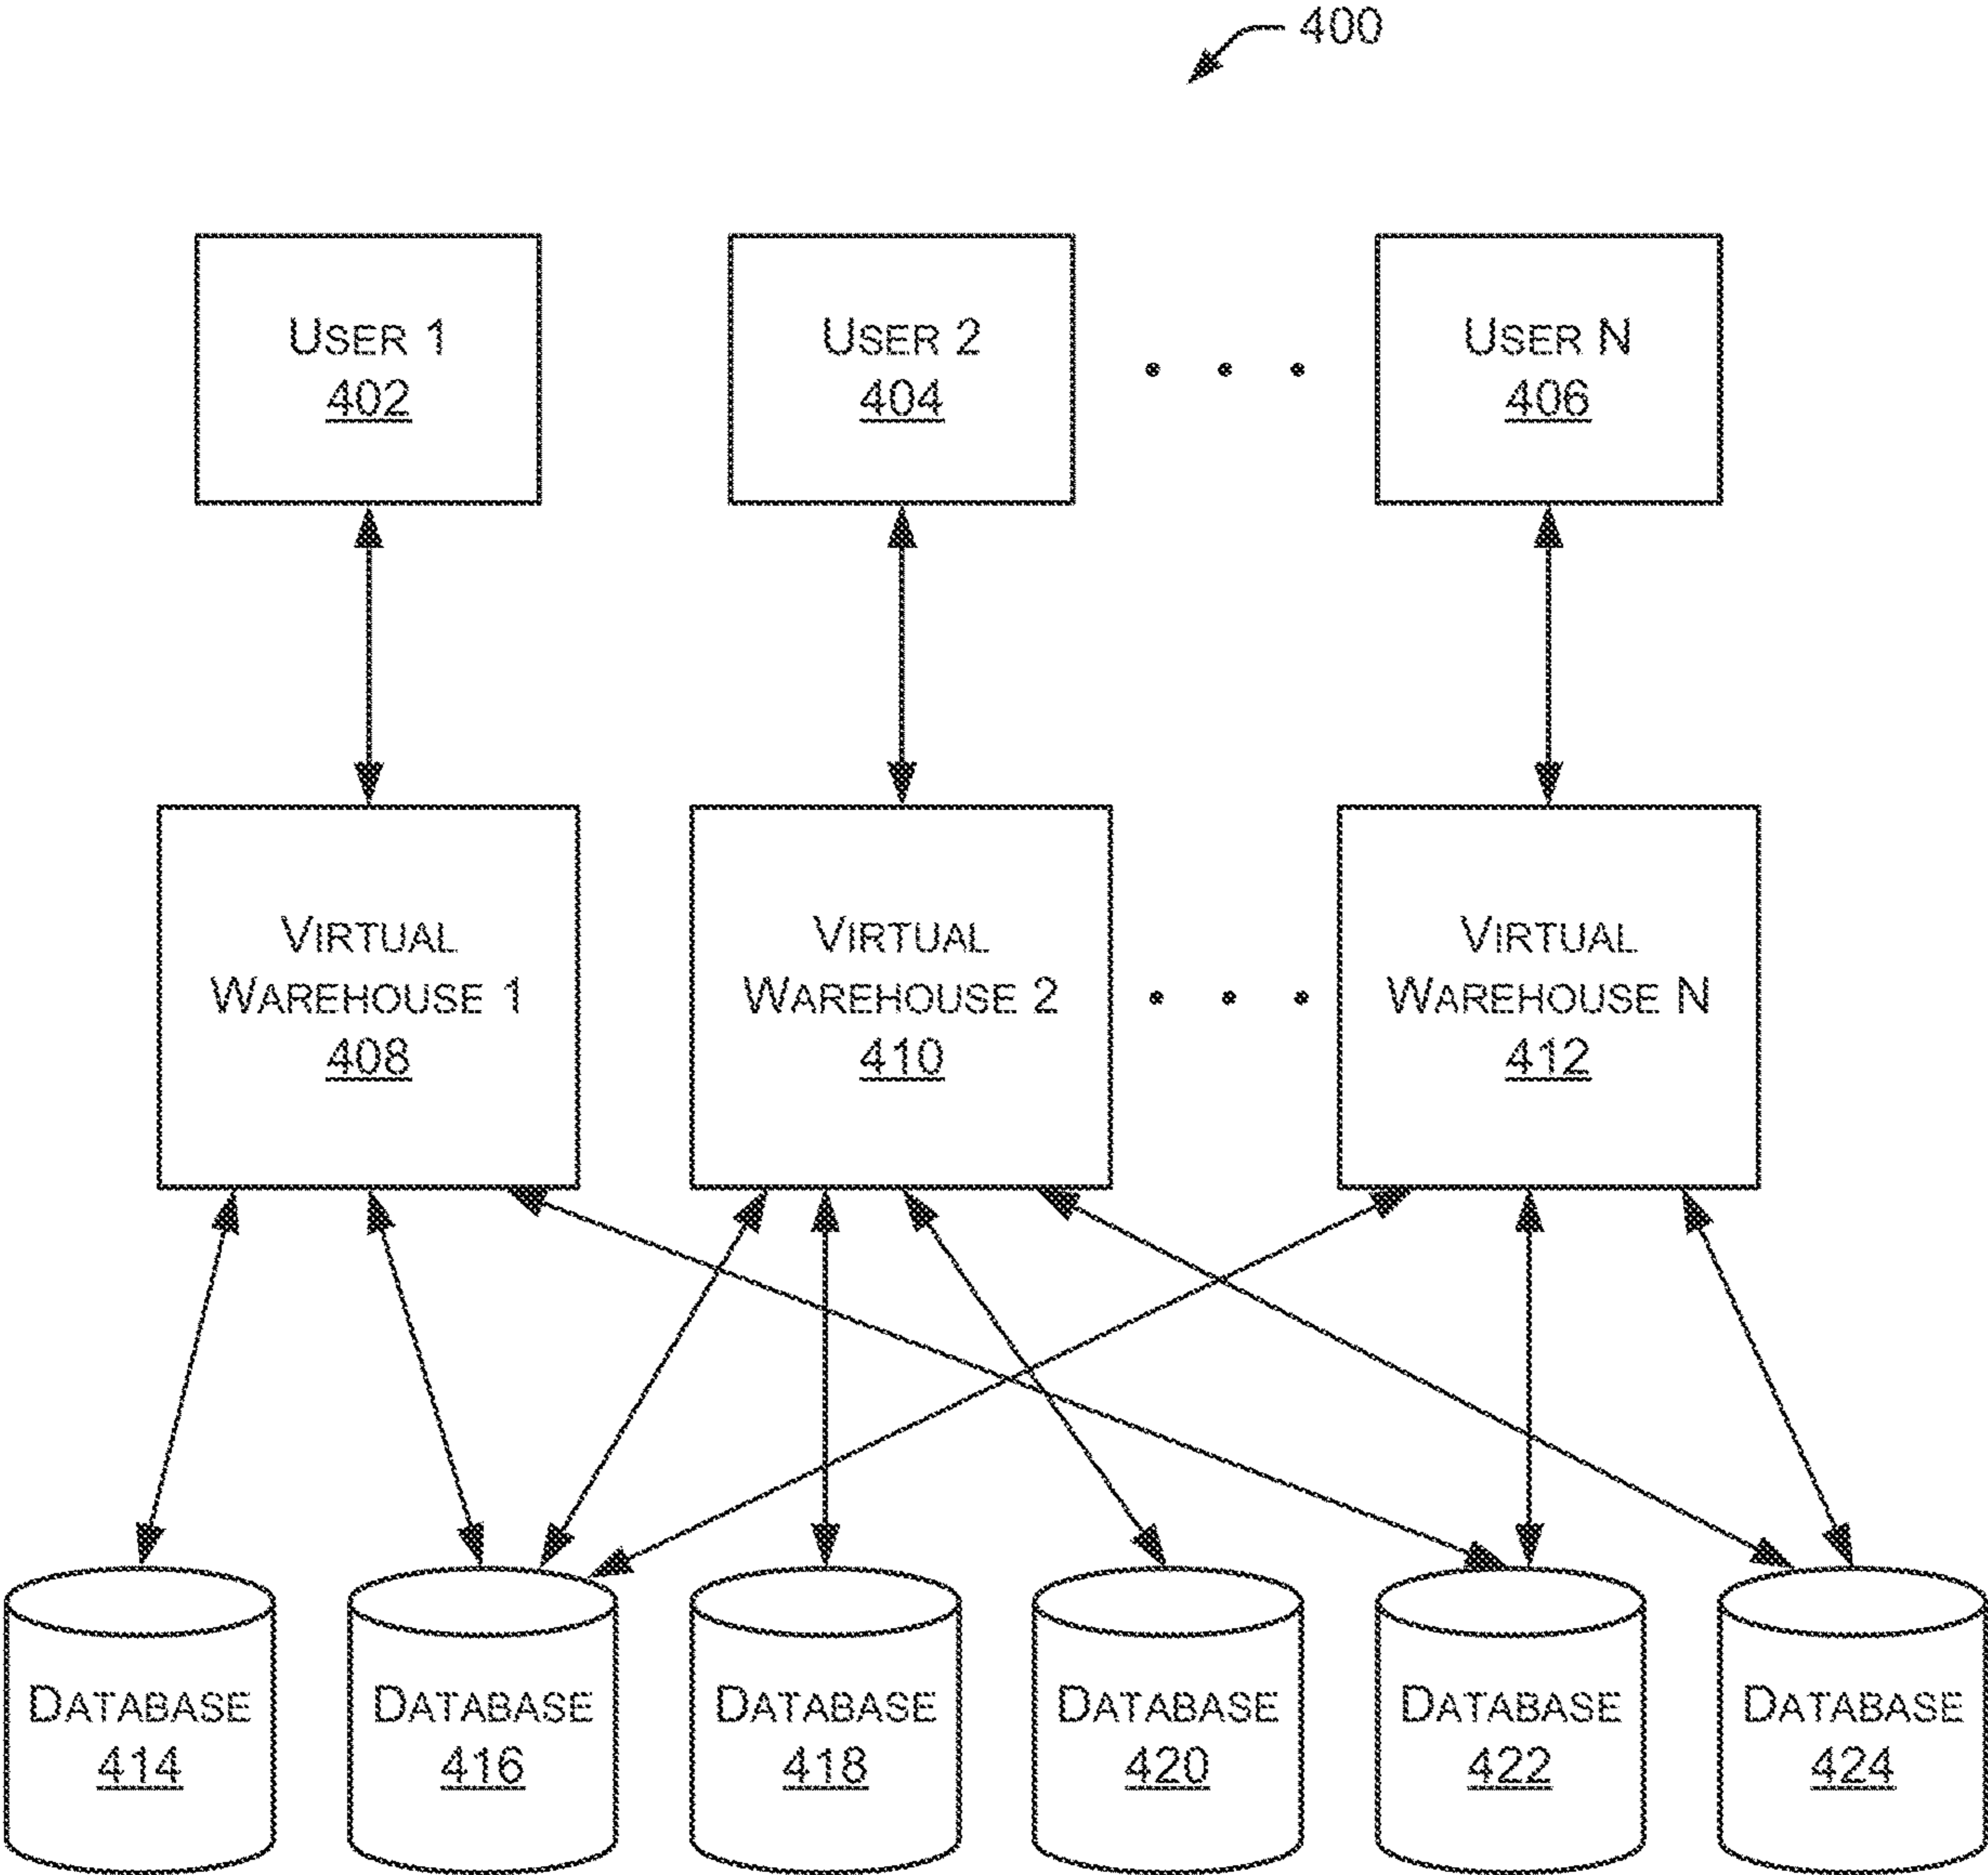 400
USER 1
402
USER 2
404
USER N
406
VIRTUAL
WAREHOUSE 1
408
VIRTUAL
WAREHOUSE 2
410
VIRTUAL
WAREHOUSE N
412
DATABASE
414
DATABASE
416
DATABASE
418
DATABASE
420
DATABASE
422
DATABASE
424